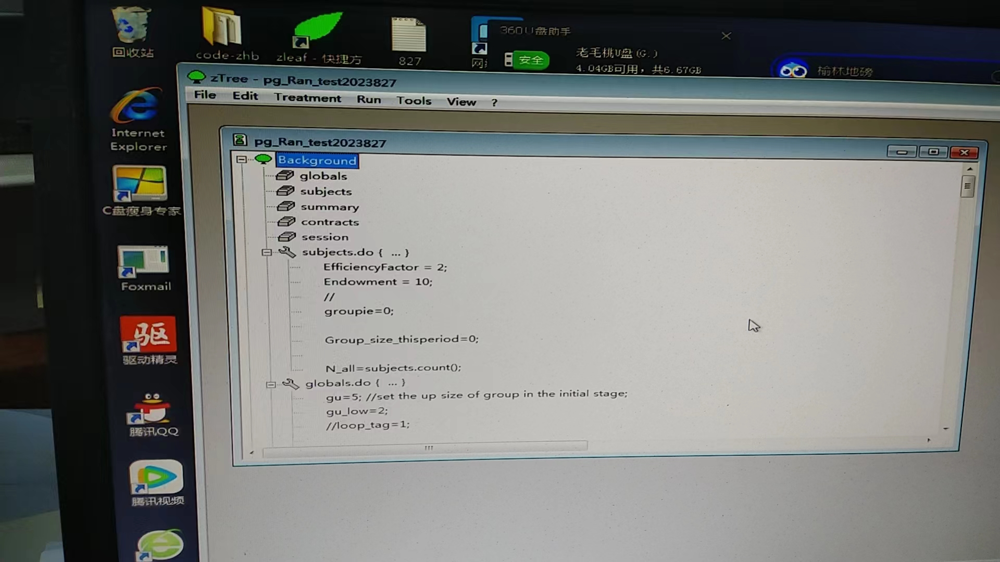 回收站
code-zhb
zleaf - 快捷方
827
360U盘助手
安全
老毛桃U盘(G:)
4.04GB可用，共6.67GB
榆林地磅
zTree - pg_Ran_test2023827
File Edit Treatment Run Tools View ?
Internet
Explorer
C盘瘦身专家
Foxmail
驱
驱动精灵
腾讯QQ
腾讯视频
pg_Ran_test2023827
Background
globals
subjects
summary
contracts
session
subjects.do { ... }
EfficiencyFactor = 2;
Endowment = 10;
//
groupie=0;
Group_size_thisperiod=0;
N_all=subjects.count();
globals.do { ... }
gu=5; //set the up size of group in the initial stage;
gu_low=2;
//loop_tag=1;